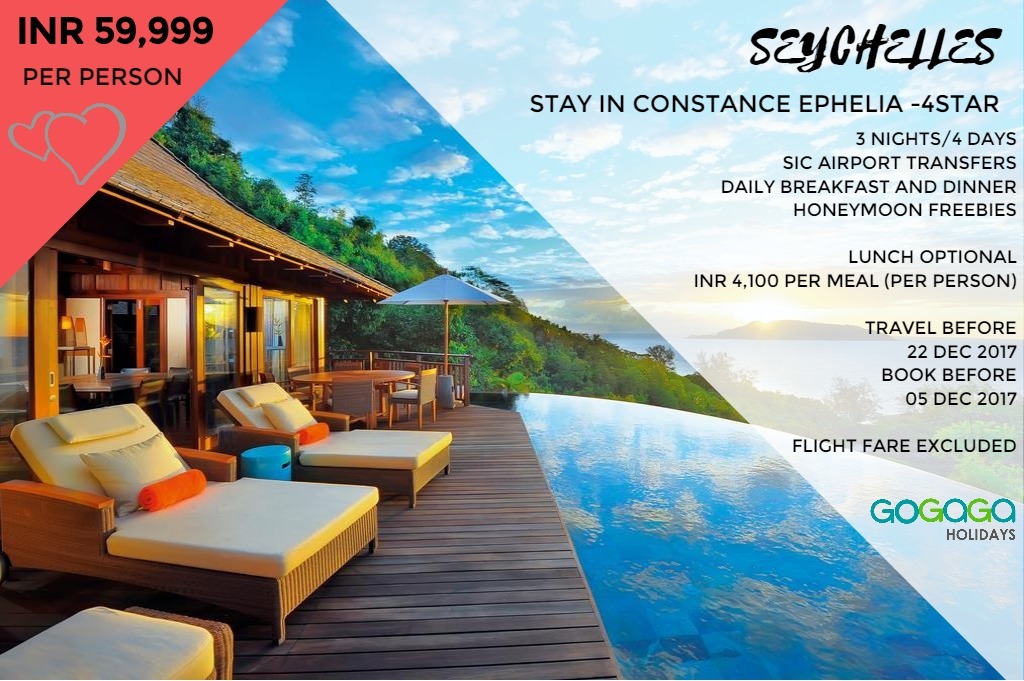 INR 59,999
PER PERSON
SEYCHELLES
STAY IN CONSTANCE EPHELIA -4STAR
3 NIGHTS/4 DAYS
SIC AIRPORT TRANSFERS
DAILY BREAKFAST AND DINNER
HONEYMOON FREEBIES
LUNCH OPTIONAL
INR 4,100 PER MEAL (PER PERSON)
TRAVEL BEFORE
22 DEC 2017
BOOK BEFORE
05 DEC 2017
FLIGHT FARE EXCLUDED
GOGAGA
HOLIDAYS